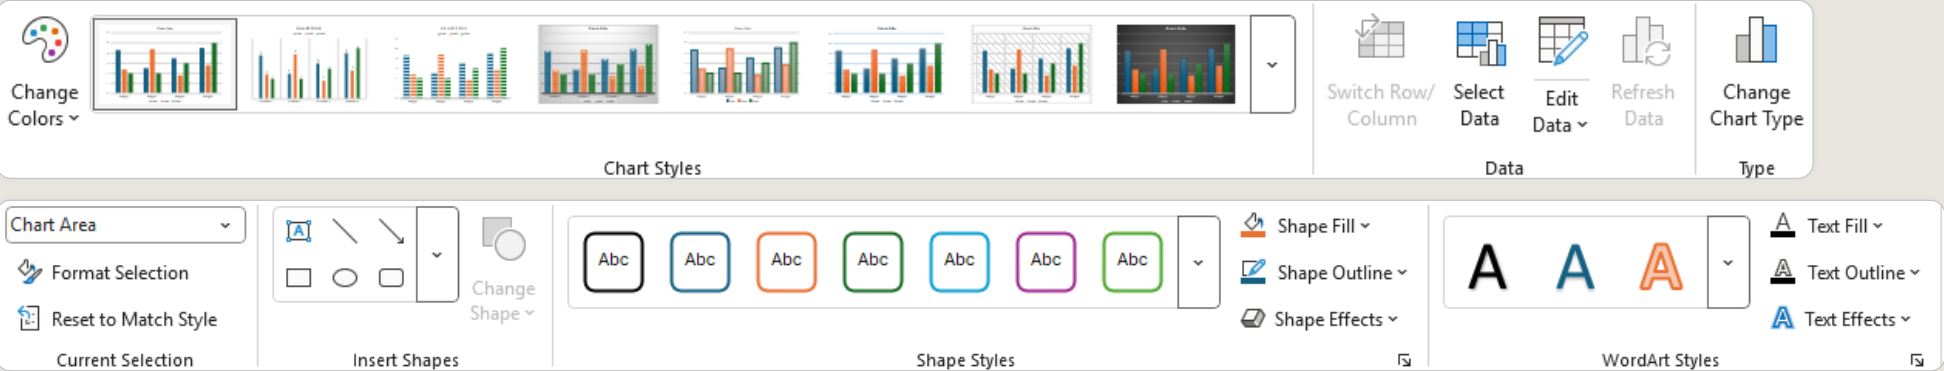 Change
Colors
Chart Styles
Switch Row/
Column
Select
Data
Edit
Data
Refresh
Data
Data
Change
Chart Type
Type
Chart Area
Format Selection
Reset to Match Style
Current Selection
A
Change
Shape
Insert Shapes
Abc Abc Abc Abc Abc Abc Abc
Shape Fill
Shape Outline
Shape Effects
Shape Styles
A A A
A Text Fill
A Text Outline
A Text Effects
WordArt Styles